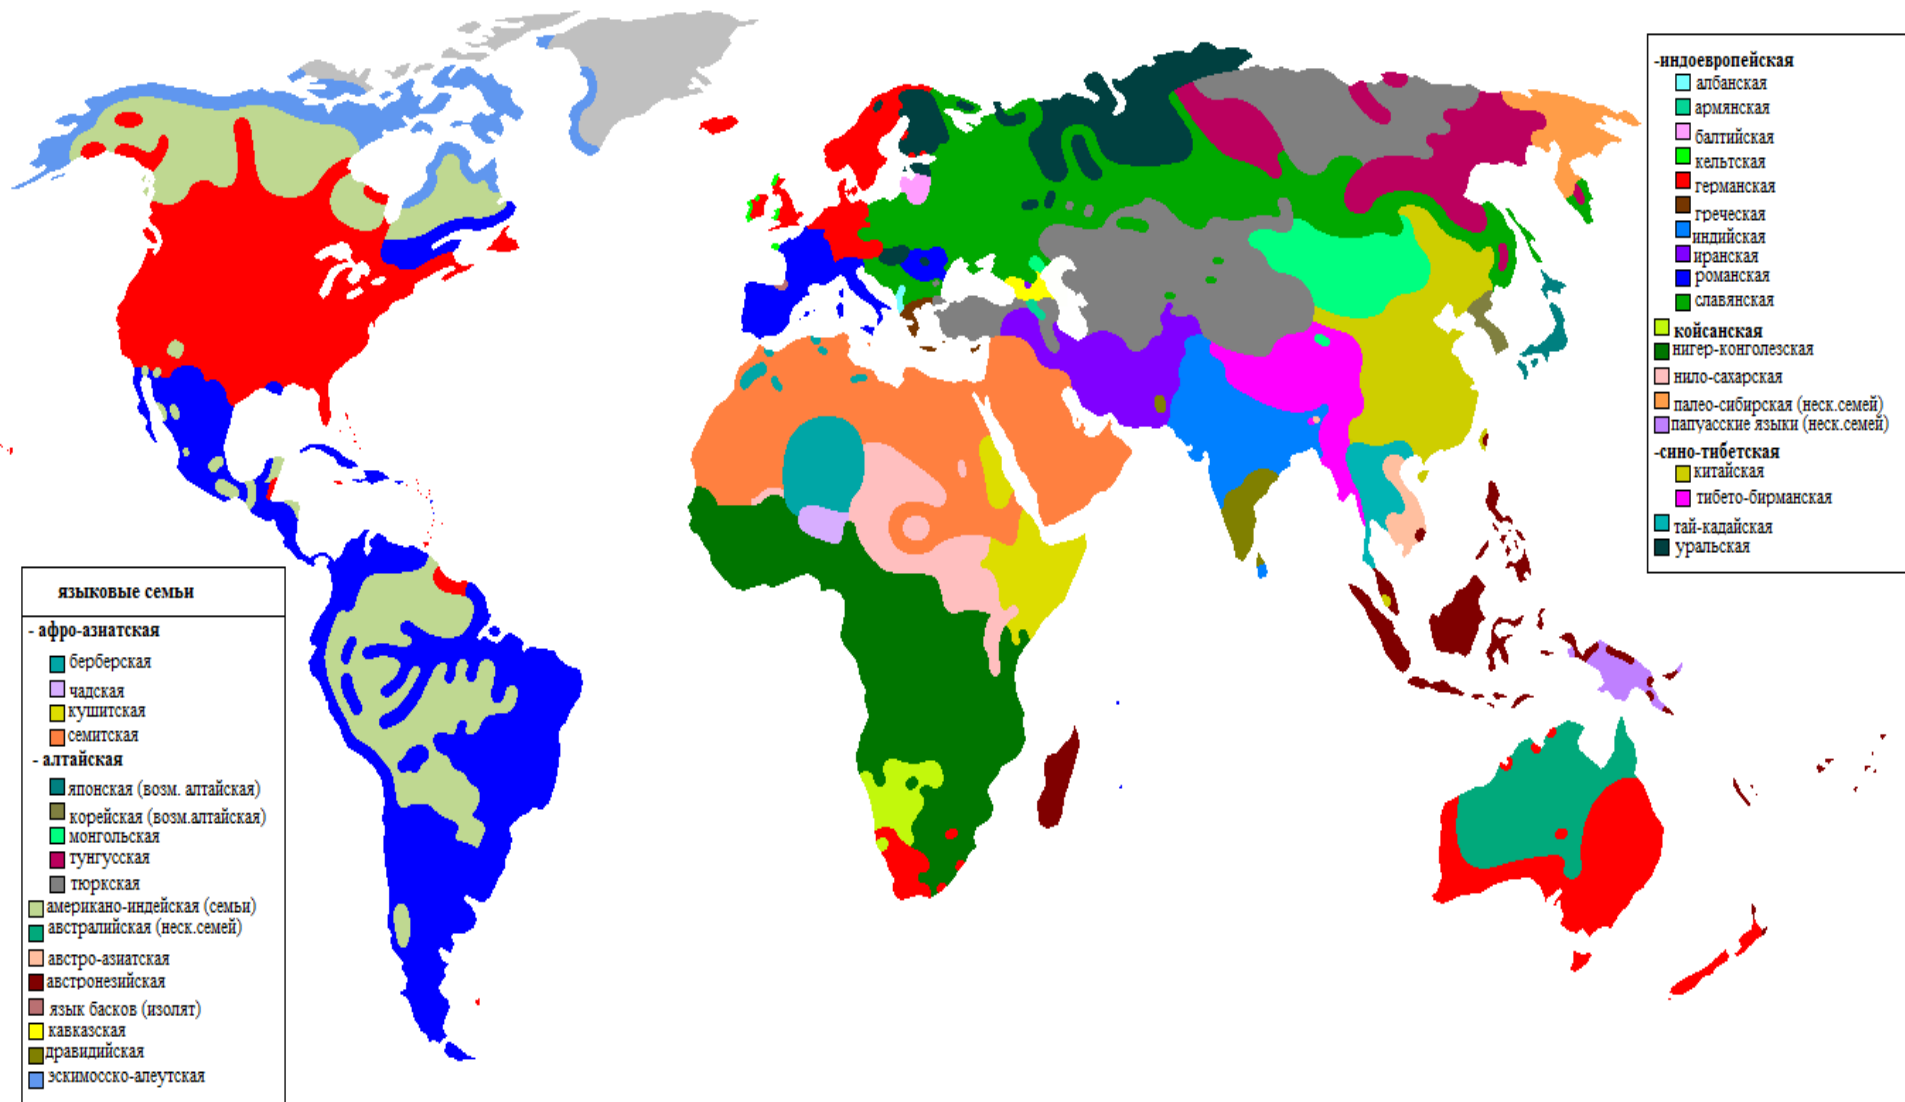 языковые семьи
- афро-азиатская
берберская
чадская
кушитская
семитская
- алтайская
японская (возм. алтайская)
корейская (возм.алтайская)
монгольская
тунгусская
тюркская
американо-индейская (семьи)
австралийская (неск.семей)
австро-азиатская
австронезийская
язык басков (изолят)
кавказская
дравидийская
эскимосско-алеутская
-индоевропейская
албанская
армянская
балтийская
кельтская
германская
греческая
индийская
иранская
романская
славянская
койсанская
нигер-конголезская
нило-сахарская
палео-сибирская (неск.семей)
папуасские языки (неск.семей)
-сино-тибетская
китайская
тибето-бирманская
тай-кадайская
уральская